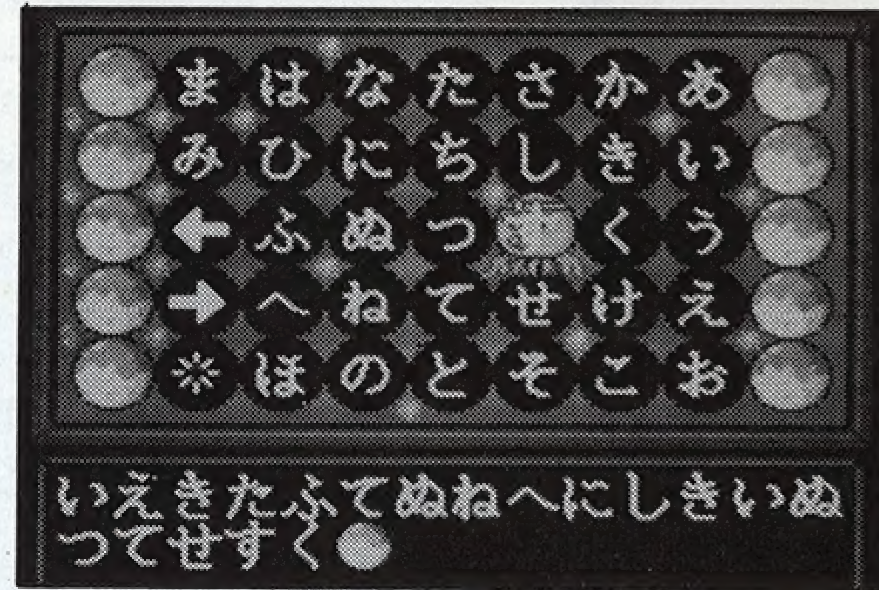 あいうえお
かきくけこ
さしせそ
たちつてと
なにぬねの
はひふへほ
まみ←→※
いえきたふてぬねへにしきいぬ
つてせすく